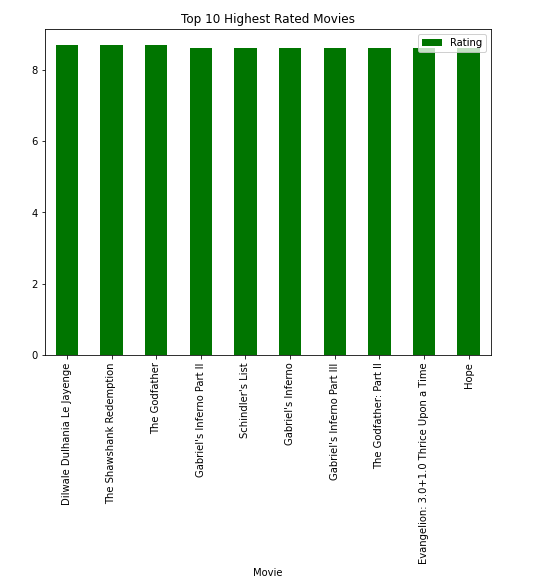 Top 10 Highest Rated Movies
Rating
8
6
4
2
0
Dilwale Dulhania Le Jayenge
The Shawshank Redemption
The Godfather
Gabriel's Inferno Part II
Schindler's List
Gabriel's Inferno
Gabriel's Inferno Part III
The Godfather: Part II
Evangelion: 3.0+1.0 Thrice Upon a Time
Hope
Movie